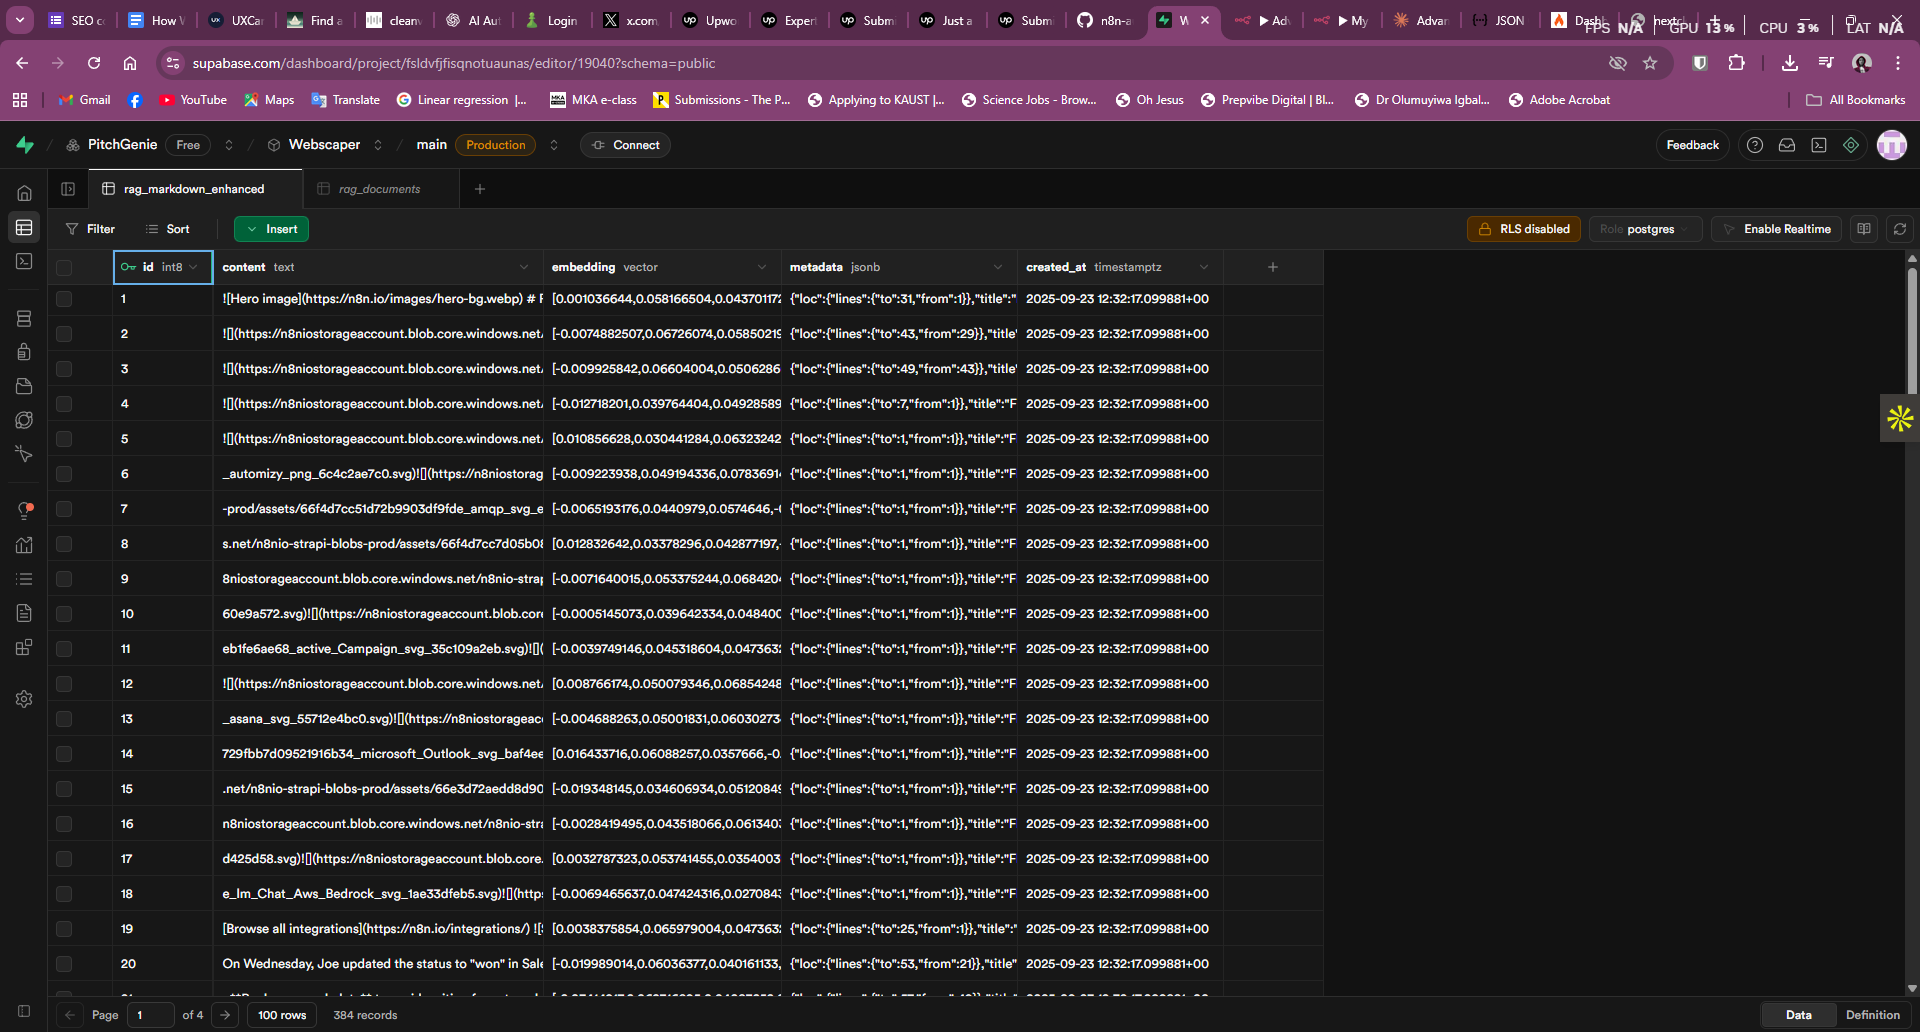 SEO co
How W
UXCar
Find a
cleanv
AI Aut
Login
x.com,
Upwo
Exper
Subm
Just a
Subm
n8n-a
W
Adv
My
Advan
JSON
Dash
nextcl
FPS N/A
GPU 13 %
CPU 3 %
LAT N/A
supabase.com/dashboard/project/fsldvfjfisqnotuaunas/editor/19040?schema=public
Gmail
YouTube
Maps
Translate
Linear regression |...
MKA e-class
Submissions - The P...
Applying to KAUST |...
Science Jobs - Brow...
Oh Jesus
Prepvibe Digital | Bl...
Dr Olumuyiwa Igbal...
Adobe Acrobat
All Bookmarks
PitchGenie Free / Webscaper / main Production Connect
Feedback
rag_markdown_enhanced
rag_documents
Filter Sort Insert
RLS disabled Role postgres Enable Realtime
id int8 content text embedding vector metadata jsonb created_at timestamptz
1 ![Hero image](https://n8n.io/images/hero-bg.webp) # F [0.001036644,0.058166504,0.04370117 {"loc":{"lines":{"to":31,"from":1}},"title":" 2025-09-23 12:32:17.099881+00
2 ![](https://n8niostorageaccount.blob.core.windows.net/ [-0.0074882507,0.06726074,0.05850219 {"loc":{"lines":{"to":43,"from":29}},"title" 2025-09-23 12:32:17.099881+00
3 ![](https://n8niostorageaccount.blob.core.windows.net/ [-0.009925842,0.06604004,0.0506286 {"loc":{"lines":{"to":49,"from":43}},"title 2025-09-23 12:32:17.099881+00
4 ![](https://n8niostorageaccount.blob.core.windows.net/ [-0.012718201,0.039764404,0.04928589 {"loc":{"lines":{"to":7,"from":1}},"title":"F 2025-09-23 12:32:17.099881+00
5 ![](https://n8niostorageaccount.blob.core.windows.net/ [0.010856628,0.030441284,0.06323242 {"loc":{"lines":{"to":1,"from":1}},"title":"F 2025-09-23 12:32:17.099881+00
6 _automizy_png_6c4c2ae7c0.svg)![](https://n8niostorag [-0.009223938,0.049194336,0.0783691 {"loc":{"lines":{"to":1,"from":1}},"title":"F 2025-09-23 12:32:17.099881+00
7 -prod/assets/66f4d7cc51d72b9903df9fde_amqp_svg_e [-0.0065193176,0.0440979,0.0574646,- {"loc":{"lines":{"to":1,"from":1}},"title":"F 2025-09-23 12:32:17.099881+00
8 s.net/n8nio-strapi-blobs-prod/assets/66f4d7cc7d05b08 [0.012832642,0.03378296,0.042877197, {"loc":{"lines":{"to":1,"from":1}},"title":"F 2025-09-23 12:32:17.099881+00
9 8niostorageaccount.blob.core.windows.net/n8nio-strap [-0.0071640015,0.053375244,0.068420 {"loc":{"lines":{"to":1,"from":1}},"title":"F 2025-09-23 12:32:17.099881+00
10 60e9a572.svg)![](https://n8niostorageaccount.blob.core [-0.0005145073,0.039642334,0.048400 {"loc":{"lines":{"to":1,"from":1}},"title":"F 2025-09-23 12:32:17.099881+00
11 eb1fe6ae68_active_Campaign_svg_35c109a2eb.svg)![]( [-0.0039749146,0.045318604,0.047363 {"loc":{"lines":{"to":1,"from":1}},"title":"F 2025-09-23 12:32:17.099881+00
12 ![](https://n8niostorageaccount.blob.core.windows.net/ [0.008766174,0.050079346,0.06854248 {"loc":{"lines":{"to":1,"from":1}},"title":"F 2025-09-23 12:32:17.099881+00
13 _asana_svg_55712e4bc0.svg)![](https://n8niostorageac [-0.004688263,0.05001831,0.06030273 {"loc":{"lines":{"to":1,"from":1}},"title":"F 2025-09-23 12:32:17.099881+00
14 729fbb7d09521916b34_microsoft_Outlook_svg_baf4ee [0.016433716,0.06088257,0.0357666,-0 {"loc":{"lines":{"to":1,"from":1}},"title":"F 2025-09-23 12:32:17.099881+00
15 .net/n8nio-strapi-blobs-prod/assets/66e3d72aedd8d90 [-0.019348145,0.034606934,0.0512084 {"loc":{"lines":{"to":1,"from":1}},"title":"F 2025-09-23 12:32:17.099881+00
16 n8niostorageaccount.blob.core.windows.net/n8nio-stra [-0.0028419495,0.043518066,0.061340 {"loc":{"lines":{"to":1,"from":1}},"title":"F 2025-09-23 12:32:17.099881+00
17 d425d58.svg)![](https://n8niostorageaccount.blob.core. [0.0032787323,0.053741455,0.0354003 {"loc":{"lines":{"to":1,"from":1}},"title":"F 2025-09-23 12:32:17.099881+00
18 e_lm_Chat_Aws_Bedrock_svg_1ae33dfeb5.svg)![](https [-0.0069465637,0.047424316,0.027084 {"loc":{"lines":{"to":1,"from":1}},"title":"F 2025-09-23 12:32:17.099881+00
19 [Browse all integrations](https://n8n.io/integrations/) ![ [0.0038375854,0.065979004,0.047363 {"loc":{"lines":{"to":25,"from":1}},"title":" 2025-09-23 12:32:17.099881+00
20 On Wednesday, Joe updated the status to "won" in Sale [-0.019989014,0.06036377,0.040161133, {"loc":{"lines":{"to":53,"from":21}},"title" 2025-09-23 12:32:17.099881+00
Page 1 of 4 100 rows 384 records
Data Definition